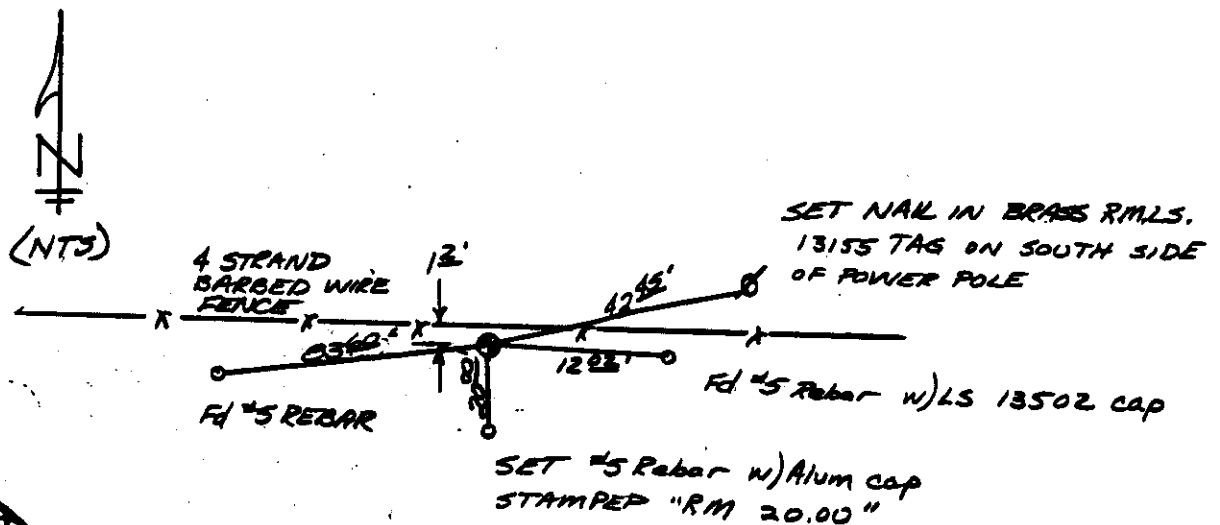 N
(NTS)
SET NAIL IN BRASS RMLS.
13155 TAG ON SOUTH SIDE
OF POWER POLE
4 STRAND
BARBED WIRE
FENCE
1 2'
42 45'
12 02'
Fd #5 REBAR
Fd #5 Rebar w)LS 13502 cap
SET #5 Rebar w)Alum cap
STAMPED "RM 20.00"